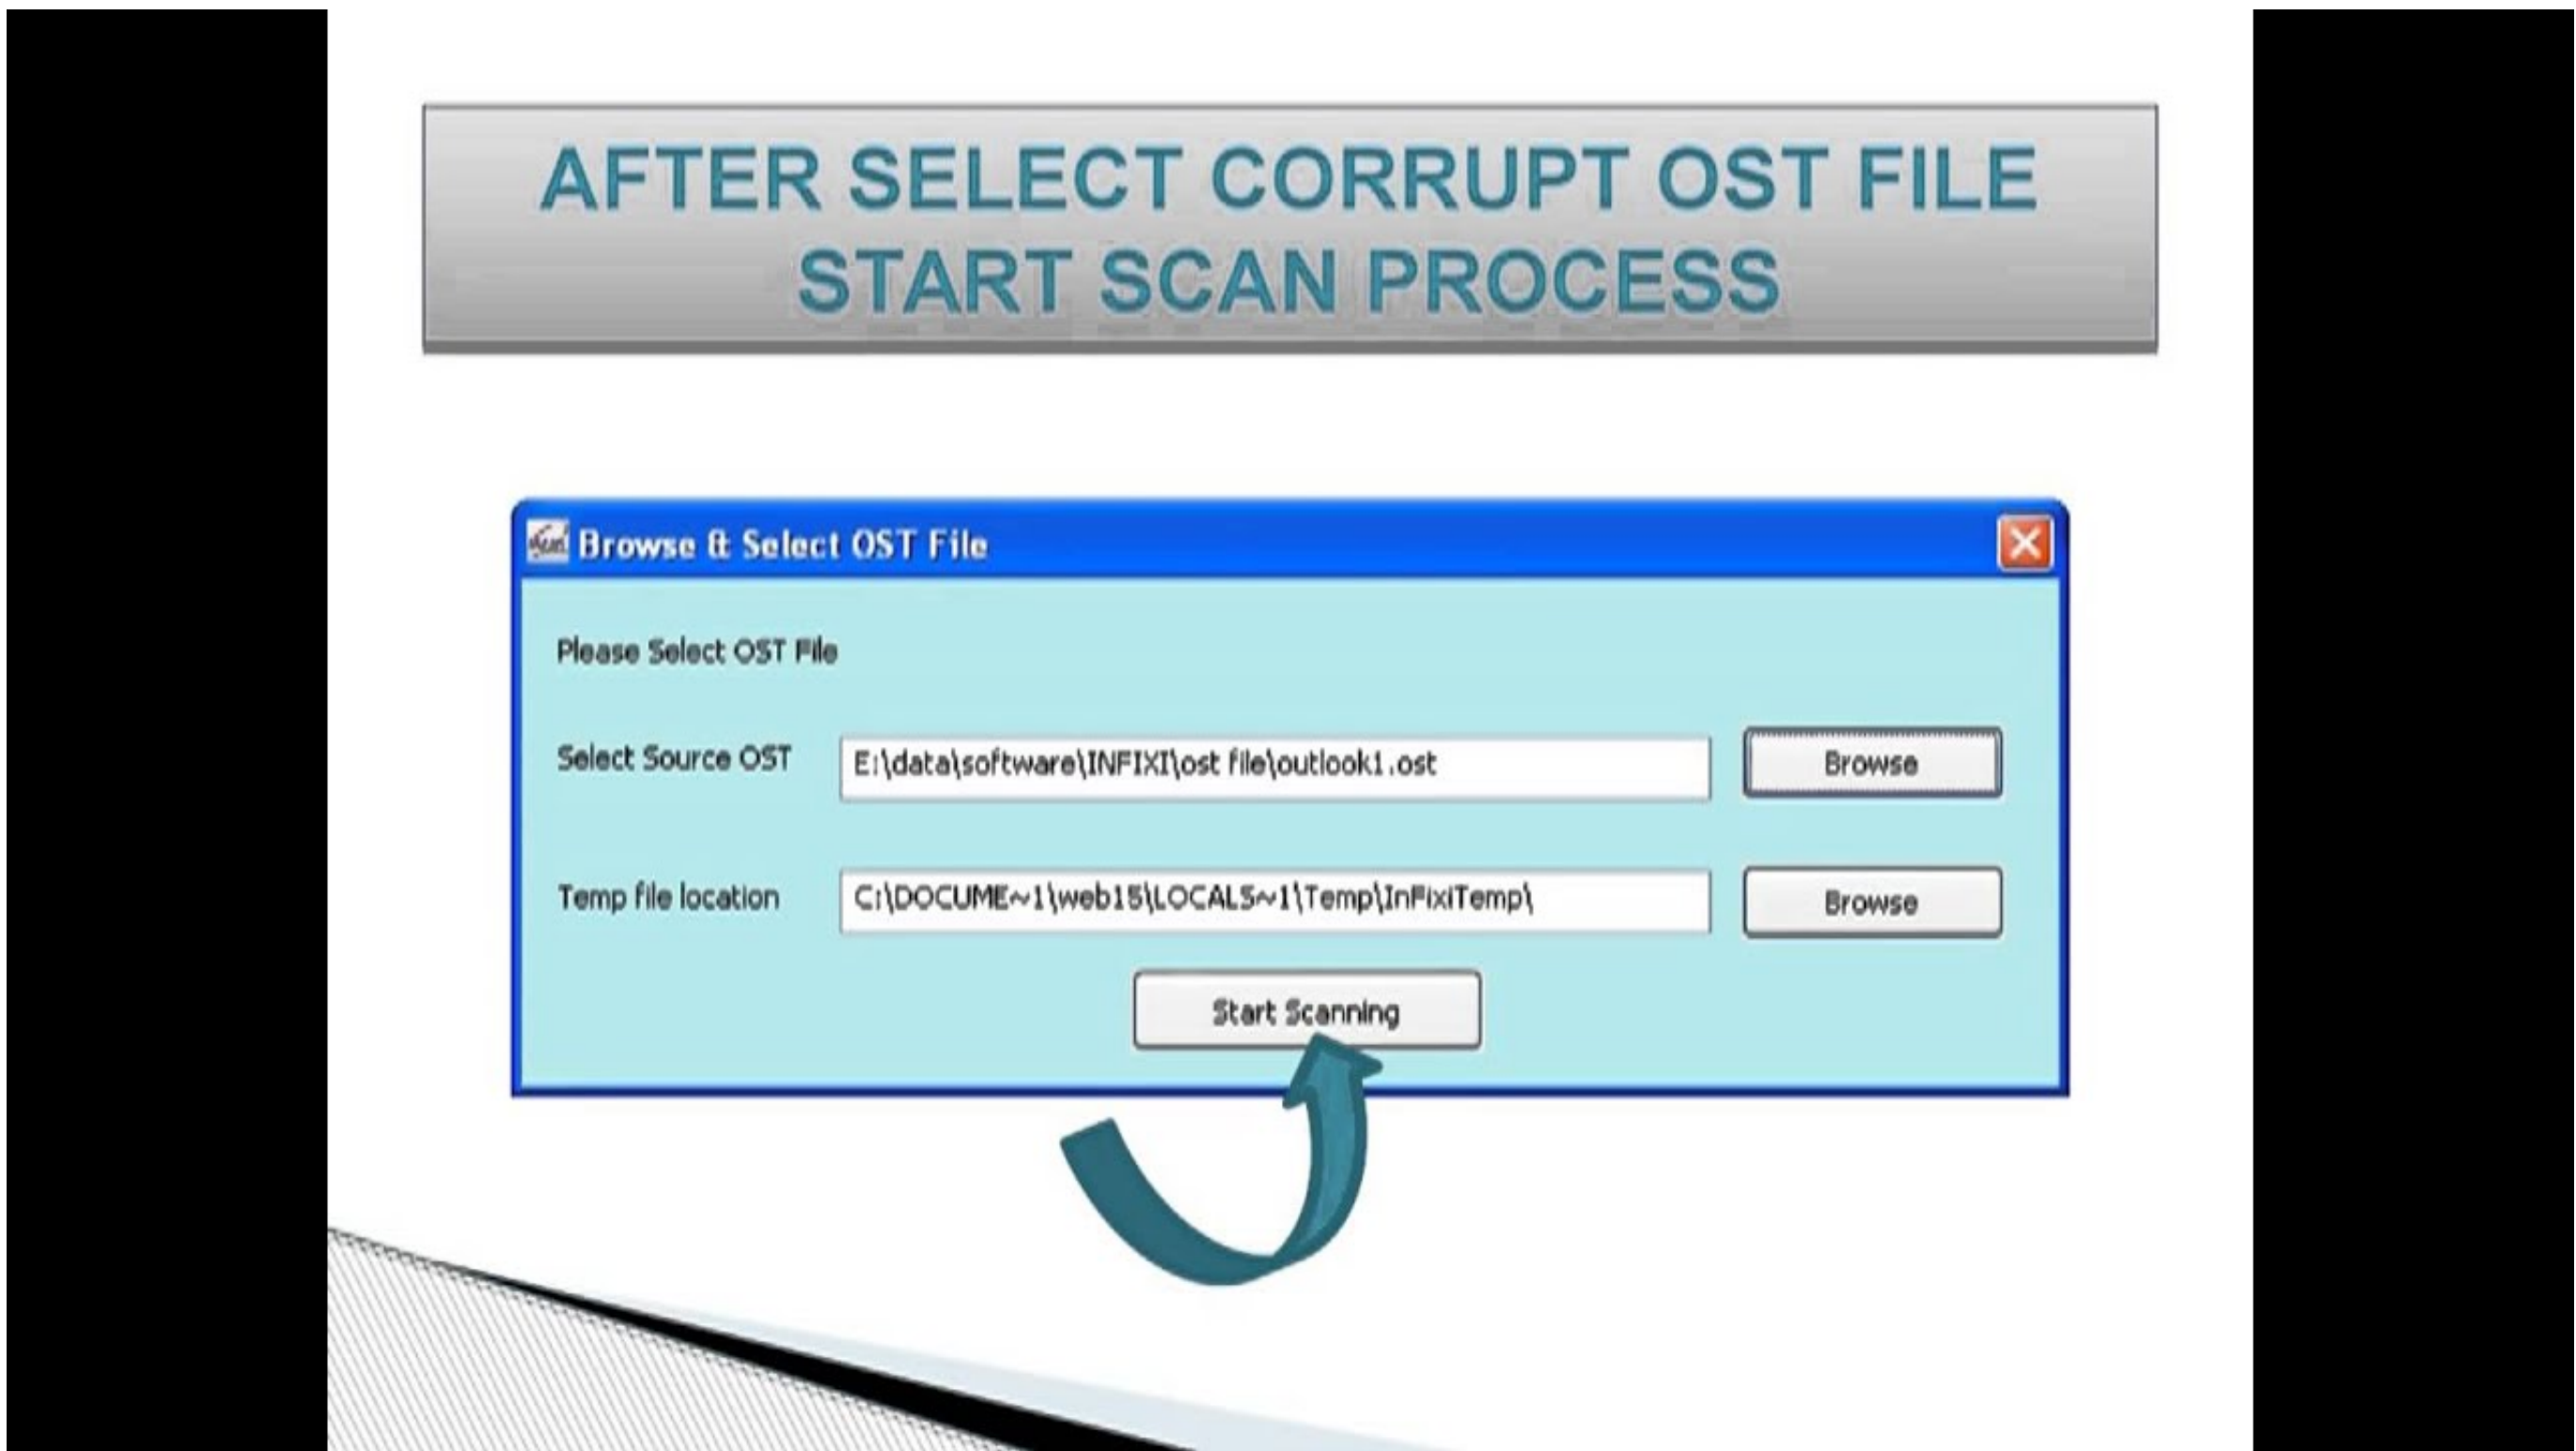 AFTER SELECT CORRUPT OST FILE
START SCAN PROCESS
Browse & Select OST File
Please Select OST File
Select Source OST E:\data\software\INFIXI\ost file\outlook1.ost Browse
Temp file location C:\DOCUME~1\web15\LOCALS~1\Temp\InFixiTemp\ Browse
Start Scanning